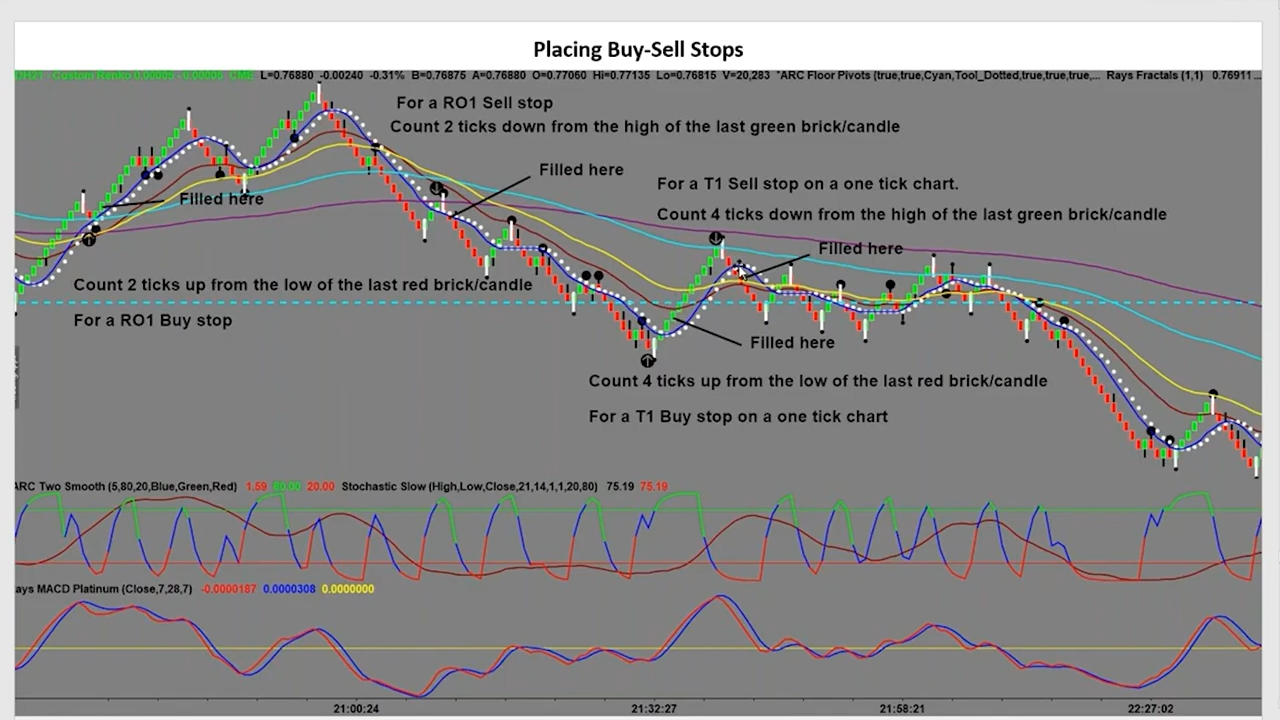 Placing Buy-Sell Stops
Custom Renko 0.00005 - 0.00005 CME L=0.76880 -0.00240 -0.31% B=0.76875 A=0.76880 O=0.77060 Hi=0.77135 Lo=0.76815 V=20,283 "ARC Floor Pivots (true,true,Cyan,Tool_Dotted,true,true,true,... Rays Fractals (1,1) 0.76911...
For a RO1 Sell stop
Count 2 ticks down from the high of the last green brick/candle
Filled here
For a T1 Sell stop on a one tick chart.
Filled here
Count 4 ticks down from the high of the last green brick/candle
Filled here
Count 2 ticks up from the low of the last red brick/candle
For a RO1 Buy stop
Filled here
Count 4 ticks up from the low of the last red brick/candle
For a T1 Buy stop on a one tick chart
ARC Two Smooth (5,80,20,Blue,Green,Red) 1.59 80.00 20.00 Stochastic Slow (High,Low,Close,21,14,1,1,20,80) 75.19 75.19
ays MACD Platinum (Close,7,28,7) -0.0000187 0.0000308 0.0000000
21:00:24 21:32:27 21:58:21 22:27:02